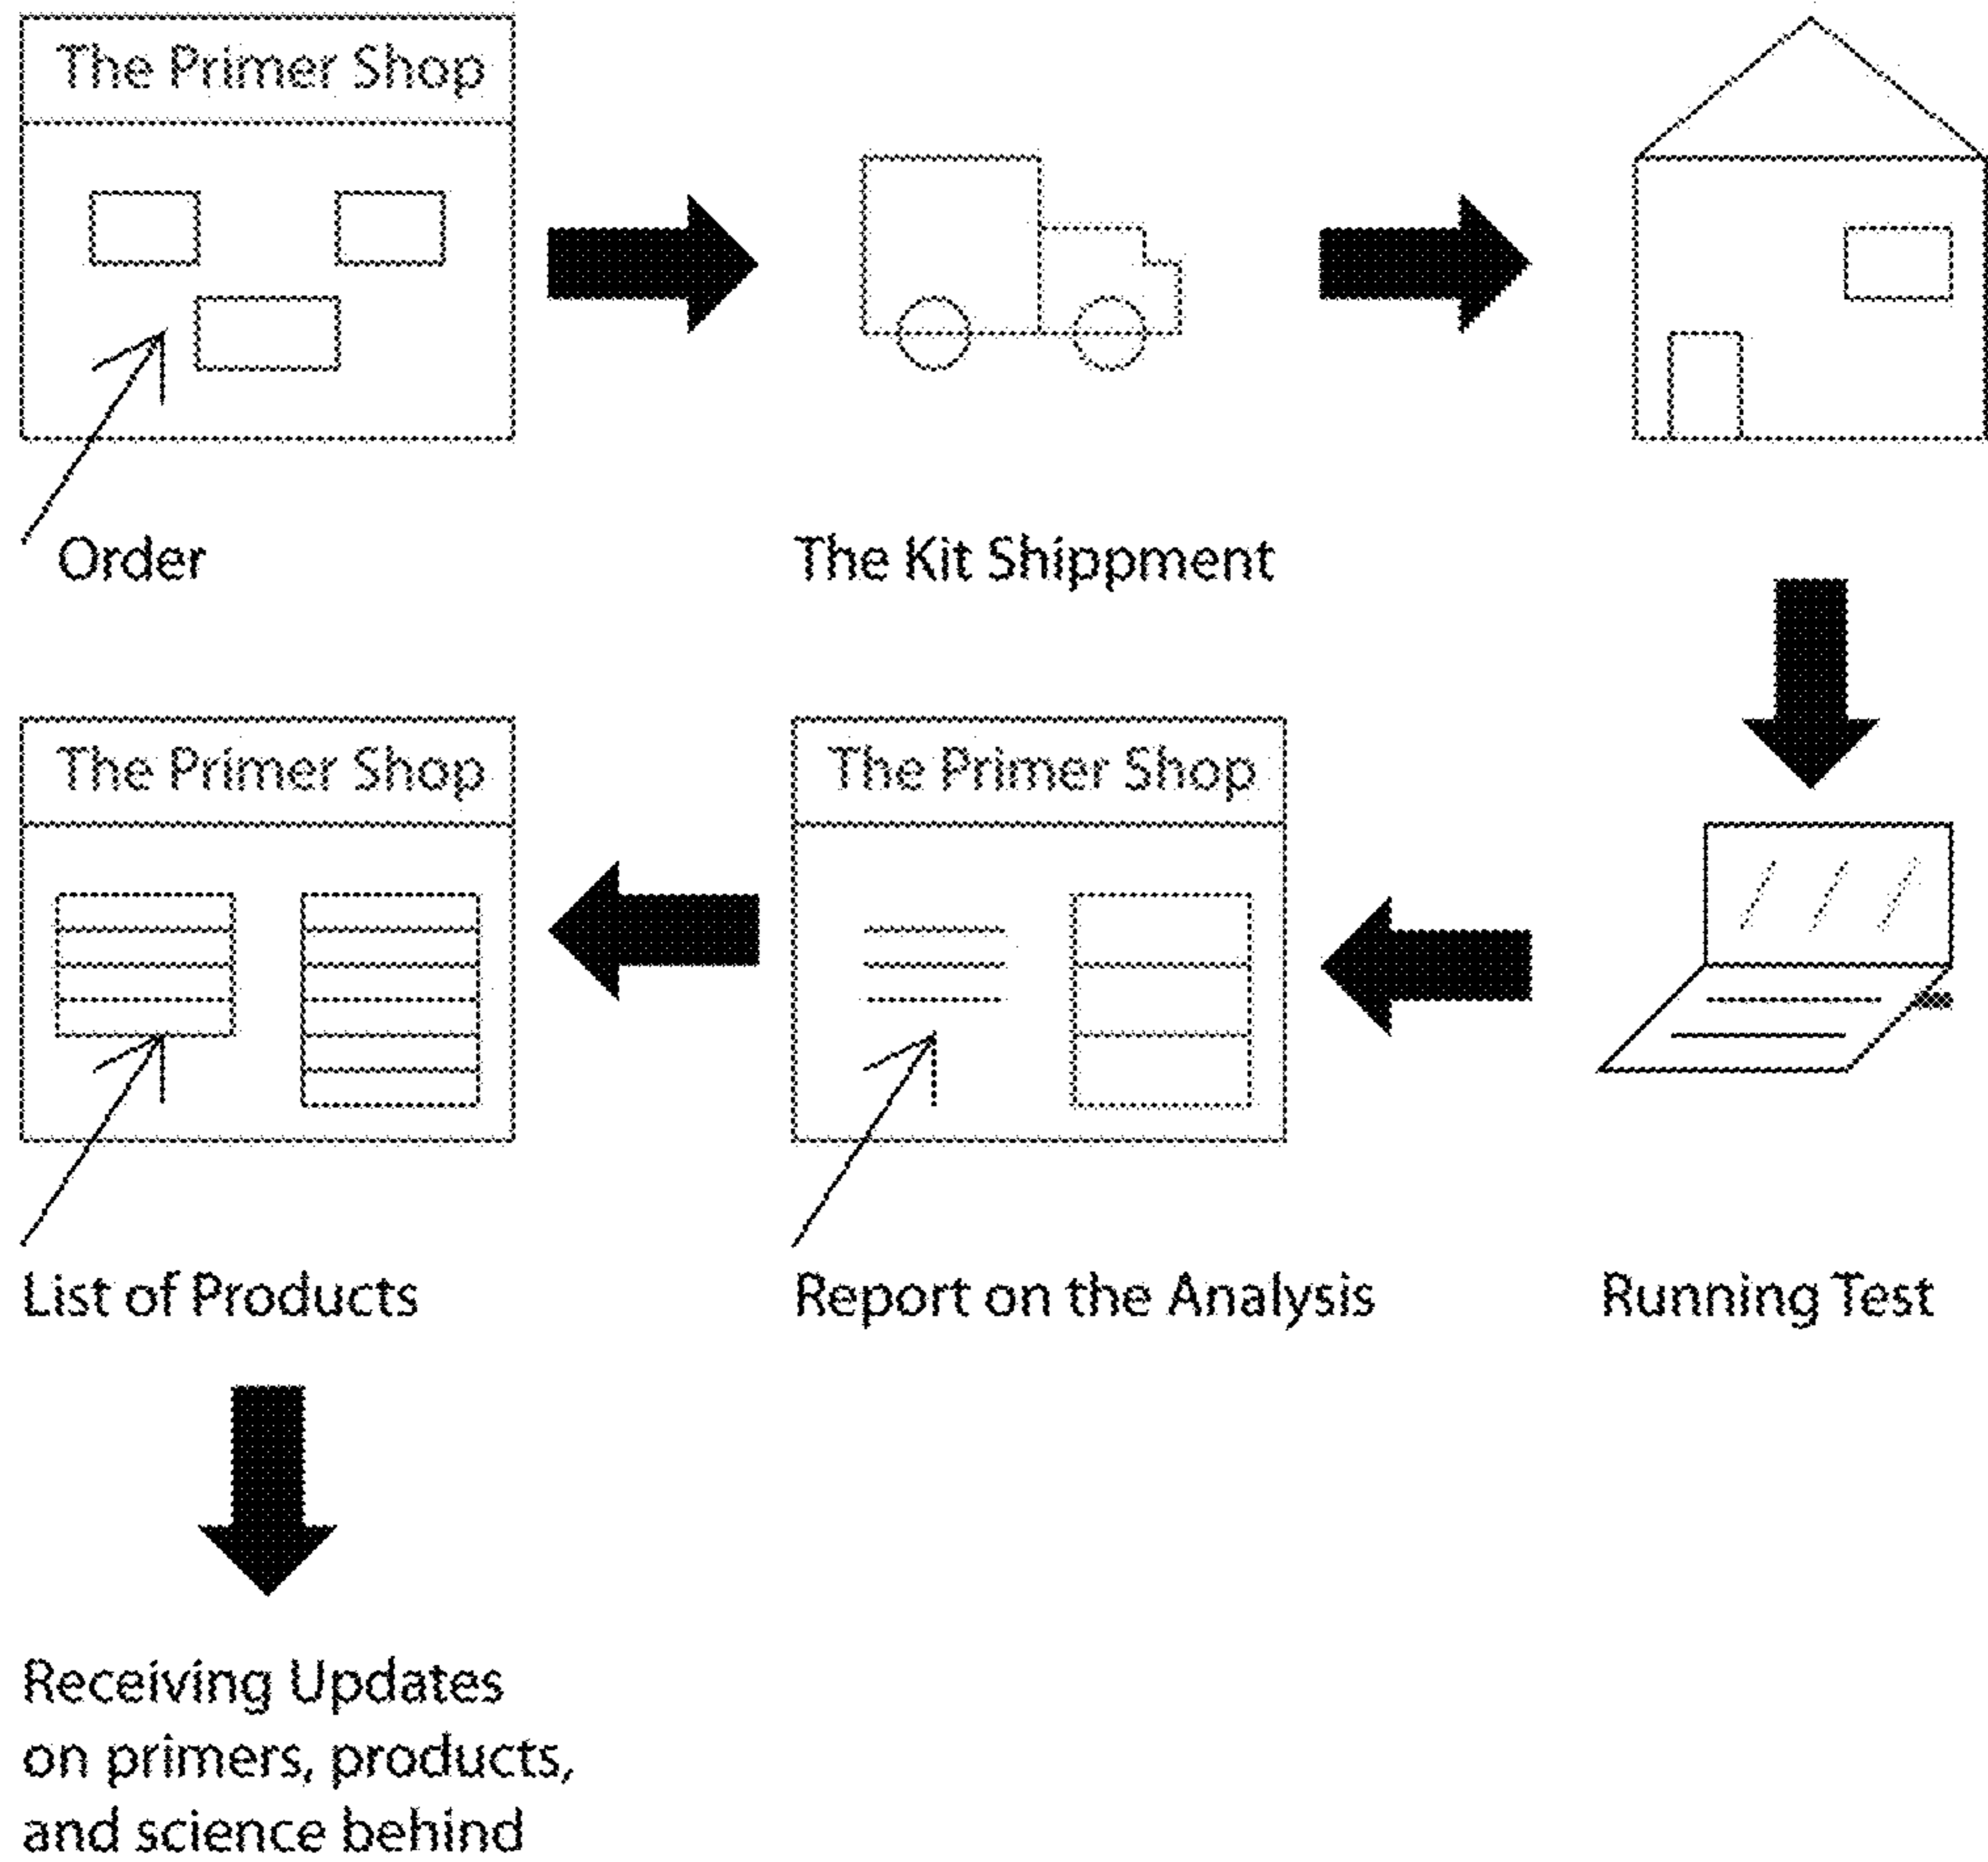 The Primer Shop
Order
The Kit Shippment
The Primer Shop
The Primer Shop
List of Products
Report on the Analysis
Running Test
Receiving Updates
on primers, products,
and science behind